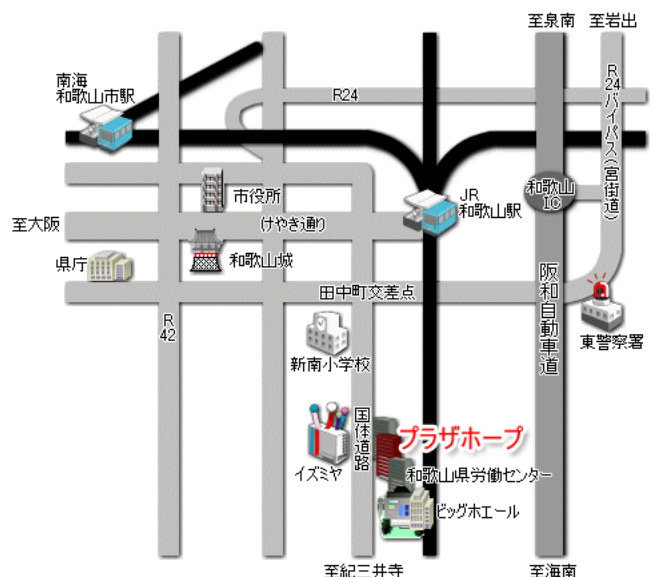 至泉南
至岩出
南海
和歌山市駅
R24
R24バイパス(宮街道)
市役所
JR
和歌山駅
和歌山
IC
至大阪
けやき通り
県庁
和歌山城
田中町交差点
阪和自動車道
R
42
東警察署
新南小学校
国体道路
プラザホープ
イズミヤ
和歌山県労働センター
ビッグホエール
至紀三井寺
至海南